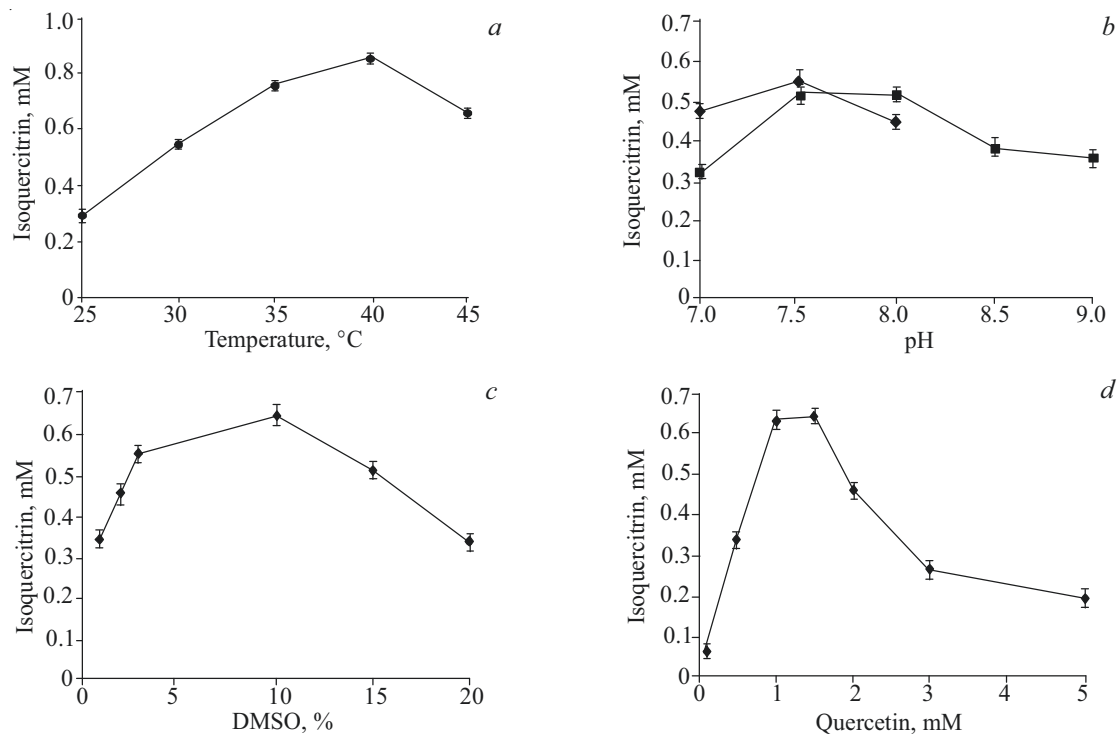 a
Isoquercitrin, mM
1.0
0.8
0.6
0.4
0.2
0
25 30 35 40 45
Temperature, °C
b
Isoquercitrin, mM
0.7
0.6
0.5
0.4
0.3
0.2
0.1
0
7.0 7.5 8.0 8.5 9.0
pH
c
Isoquercitrin, mM
0.7
0.6
0.5
0.4
0.3
0.2
0.1
0
0 5 10 15 20
DMSO, %
d
Isoquercitrin, mM
0.7
0.6
0.5
0.4
0.3
0.2
0.1
0
0 1 2 3 4 5
Quercetin, mM